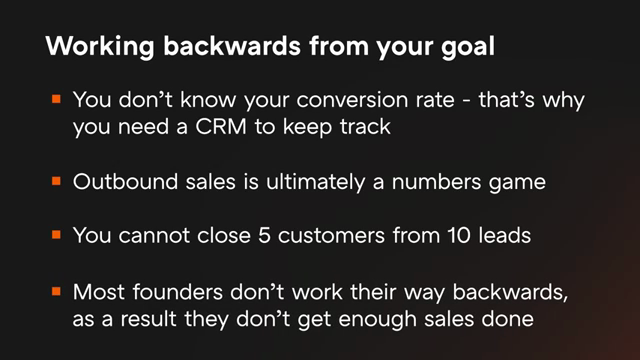 Working backwards from your goal
You don't know your conversion rate - that's why
you need a CRM to keep track
Outbound sales is ultimately a numbers game
You cannot close 5 customers from 10 leads
Most founders don't work their way backwards,
as a result they don't get enough sales done